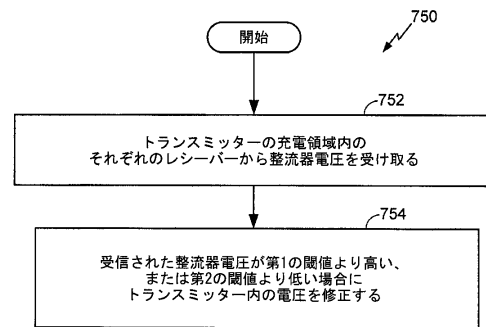 750
開始
752
トランスミッターの充電領域内の
それぞれのレシーバーから整流器電圧を受け取る
754
受信された整流器電圧が第1の閾値より高い、
または第2の閾値より低い場合に
トランスミッター内の電圧を修正する